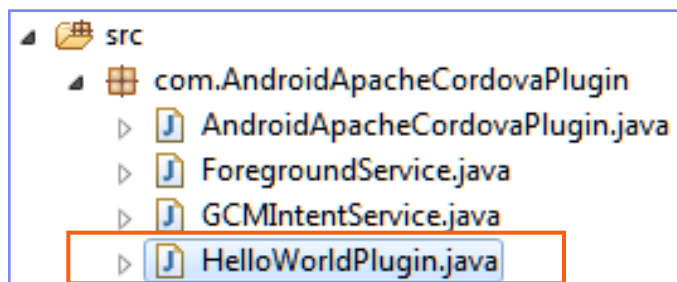 src
com.AndroidApacheCordovaPlugin
AndroidApacheCordovaPlugin.java
ForegroundService.java
GCMIntentService.java
HelloWorldPlugin.java